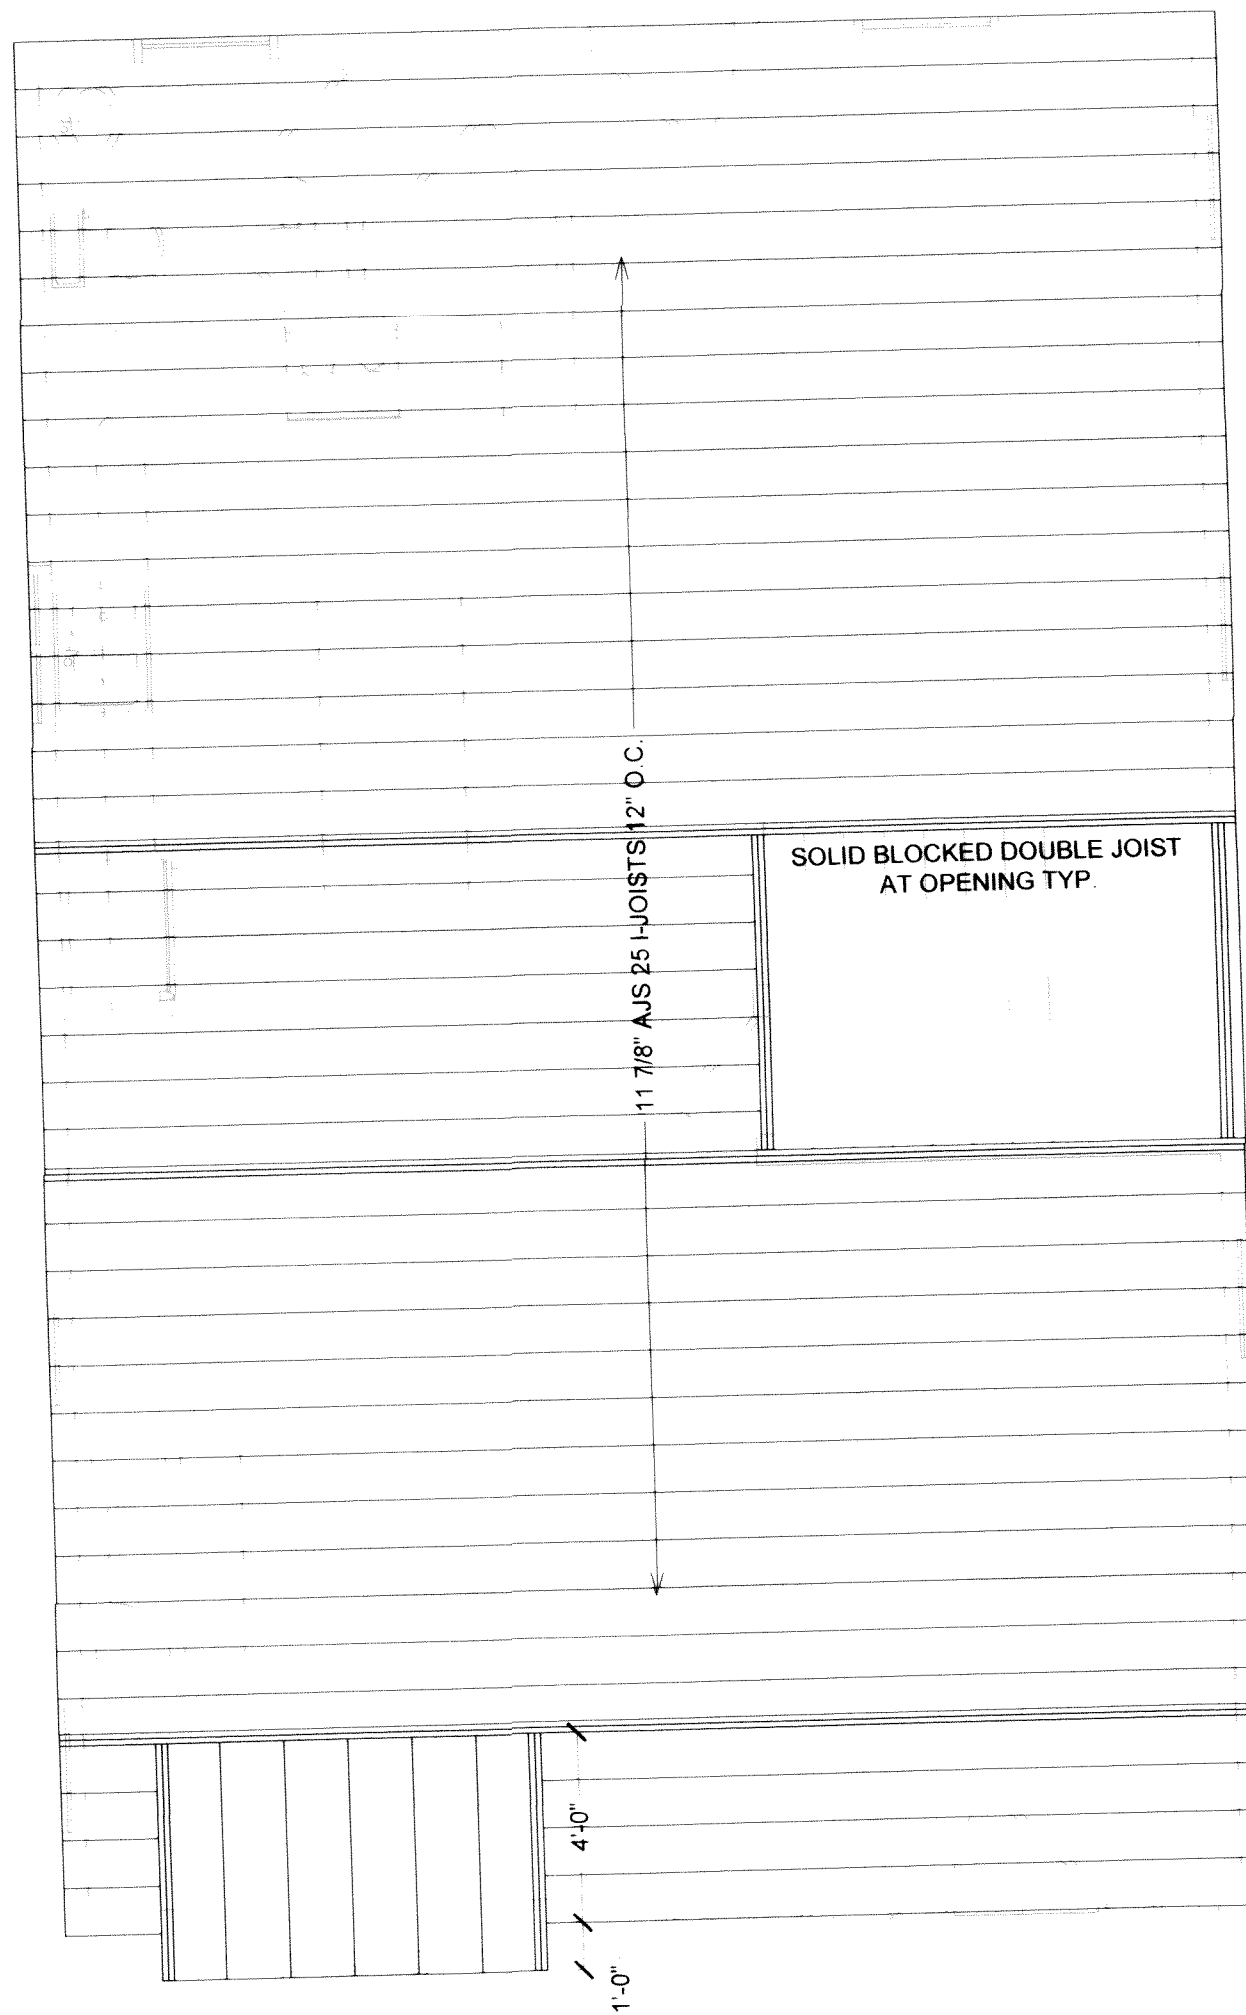 SOLID BLOCKED DOUBLE JOIST
AT OPENING TYP.
11 7/8" AJS 25 I-JOISTS 12" O.C.
4'-0"
1'-0"